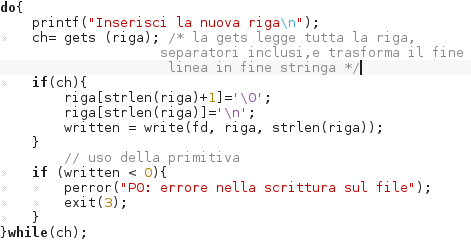 do{
    printf("Inserisci la nuova riga\n");
»   ch= gets (riga); /* la gets legge tutta la riga,
                    separatori inclusi,e trasforma il fine
                     linea in fine stringa */
»   if(ch){
        riga[strlen(riga)+1]='\0';
        riga[strlen(riga)]='\n';
        written = write(fd, riga, strlen(riga));
    }
        // uso della primitiva
»   if (written < 0){
»   »   perror("P0: errore nella scrittura sul file");
»   »   exit(3);
»   }
}while(ch);